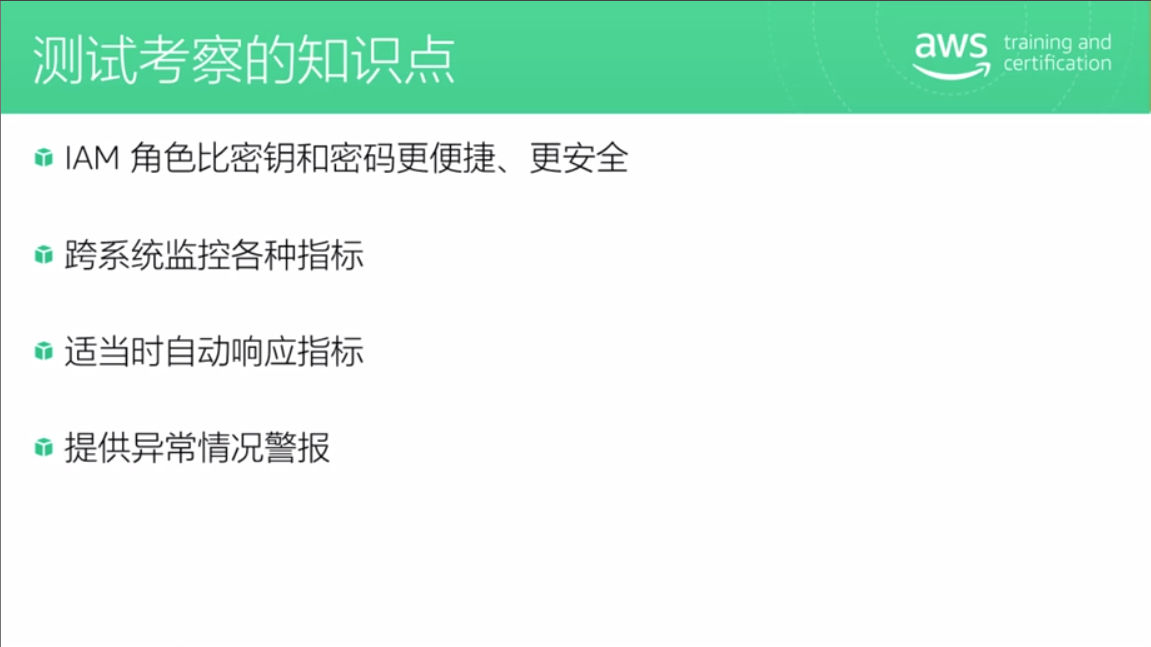 测试考察的知识点
aws training and
certification
IAM 角色比密钥和密码更便捷、更安全
跨系统监控各种指标
适当时自动响应指标
提供异常情况警报